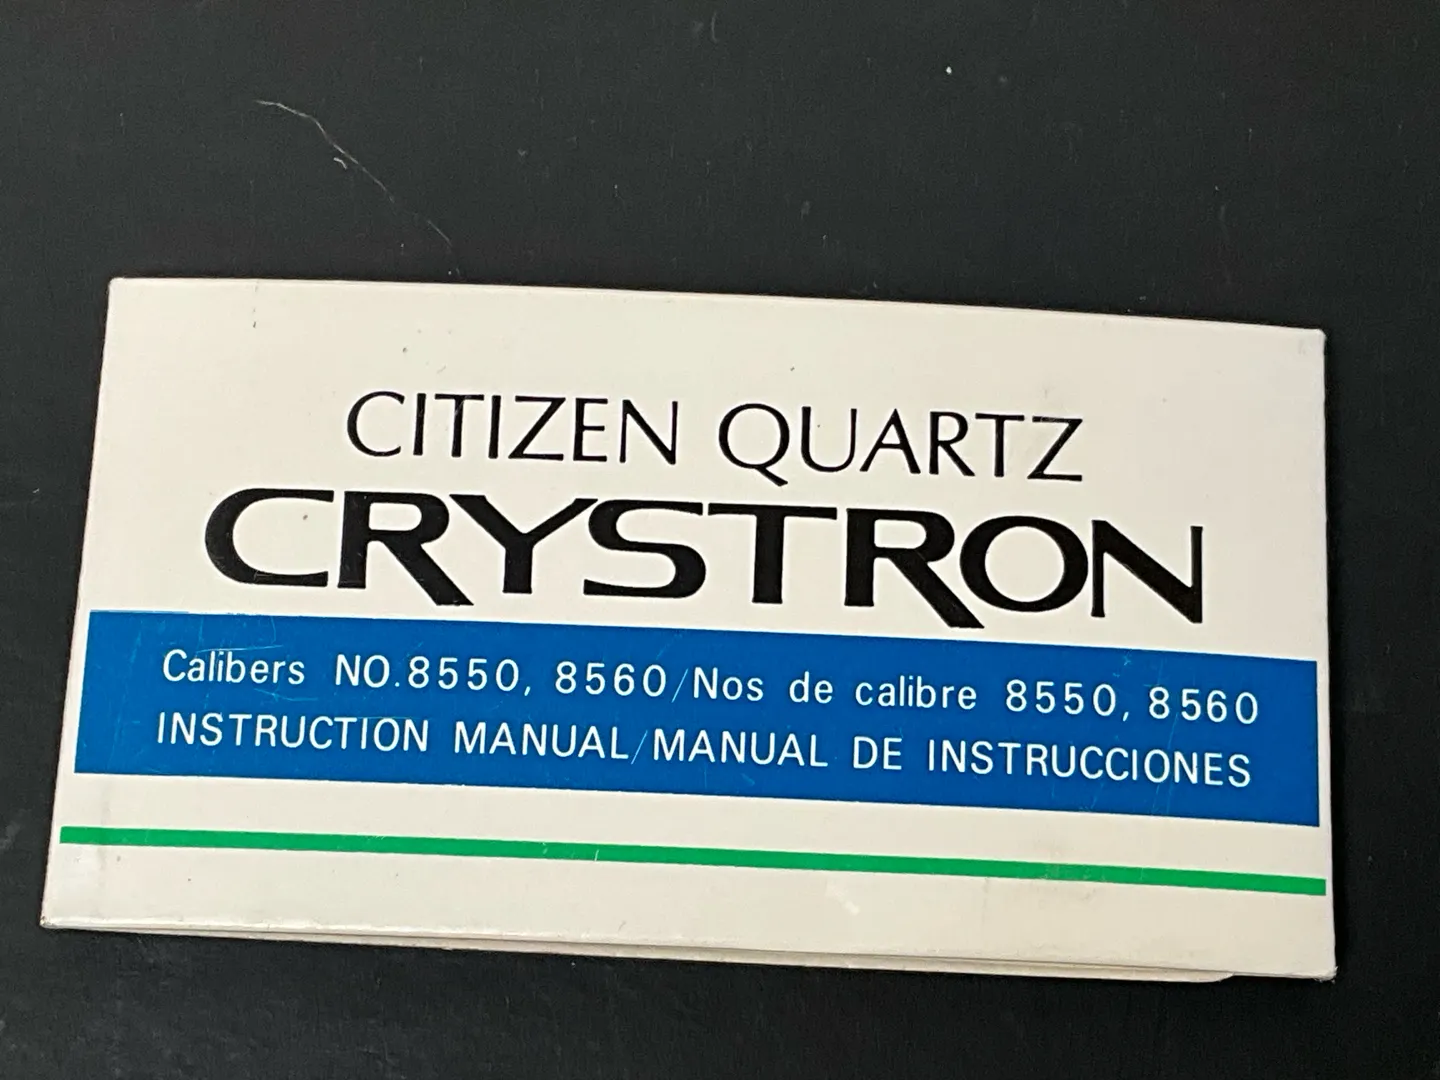 CITIZEN QUARTZ
CRYSTRON
Calibers NO.8550, 8560/Nos de calibre 8550, 8560
INSTRUCTION MANUAL/MANUAL DE INSTRUCCIONES